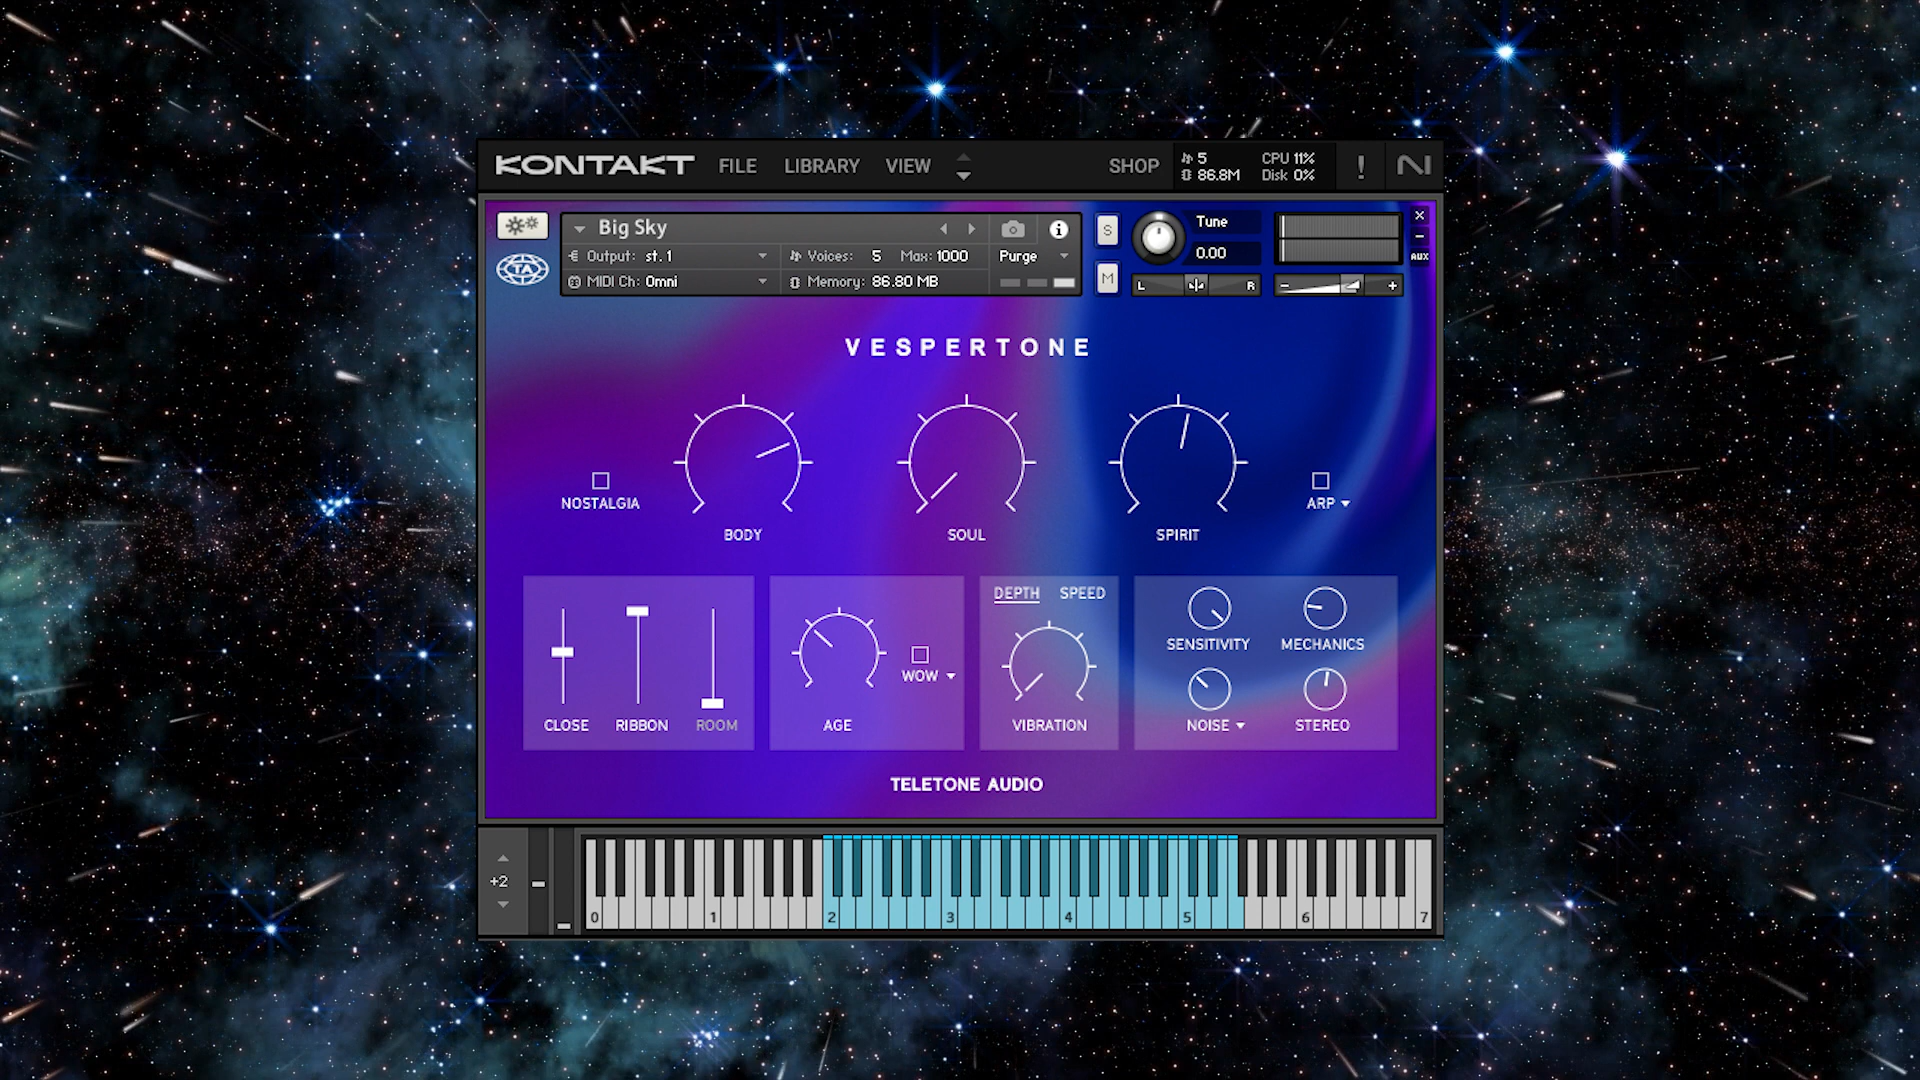 KONTAKT FILE LIBRARY VIEW SHOP 5 CPU 11%
86.8M Disk 0% !
Big Sky i S Tune
Output: st. 1 Voices: 5 Max: 1000 Purge 0.00 AUX
MIDI Ch: Omni Memory: 86.80 MB M L R - +
TA
VESPERTONE
NOSTALGIA ARP
BODY SOUL SPIRIT
DEPTH SPEED
SENSITIVITY MECHANICS
WOW
CLOSE RIBBON ROOM AGE VIBRATION NOISE STEREO
TELETONE AUDIO
+2
0 1 2 3 4 5 6 7